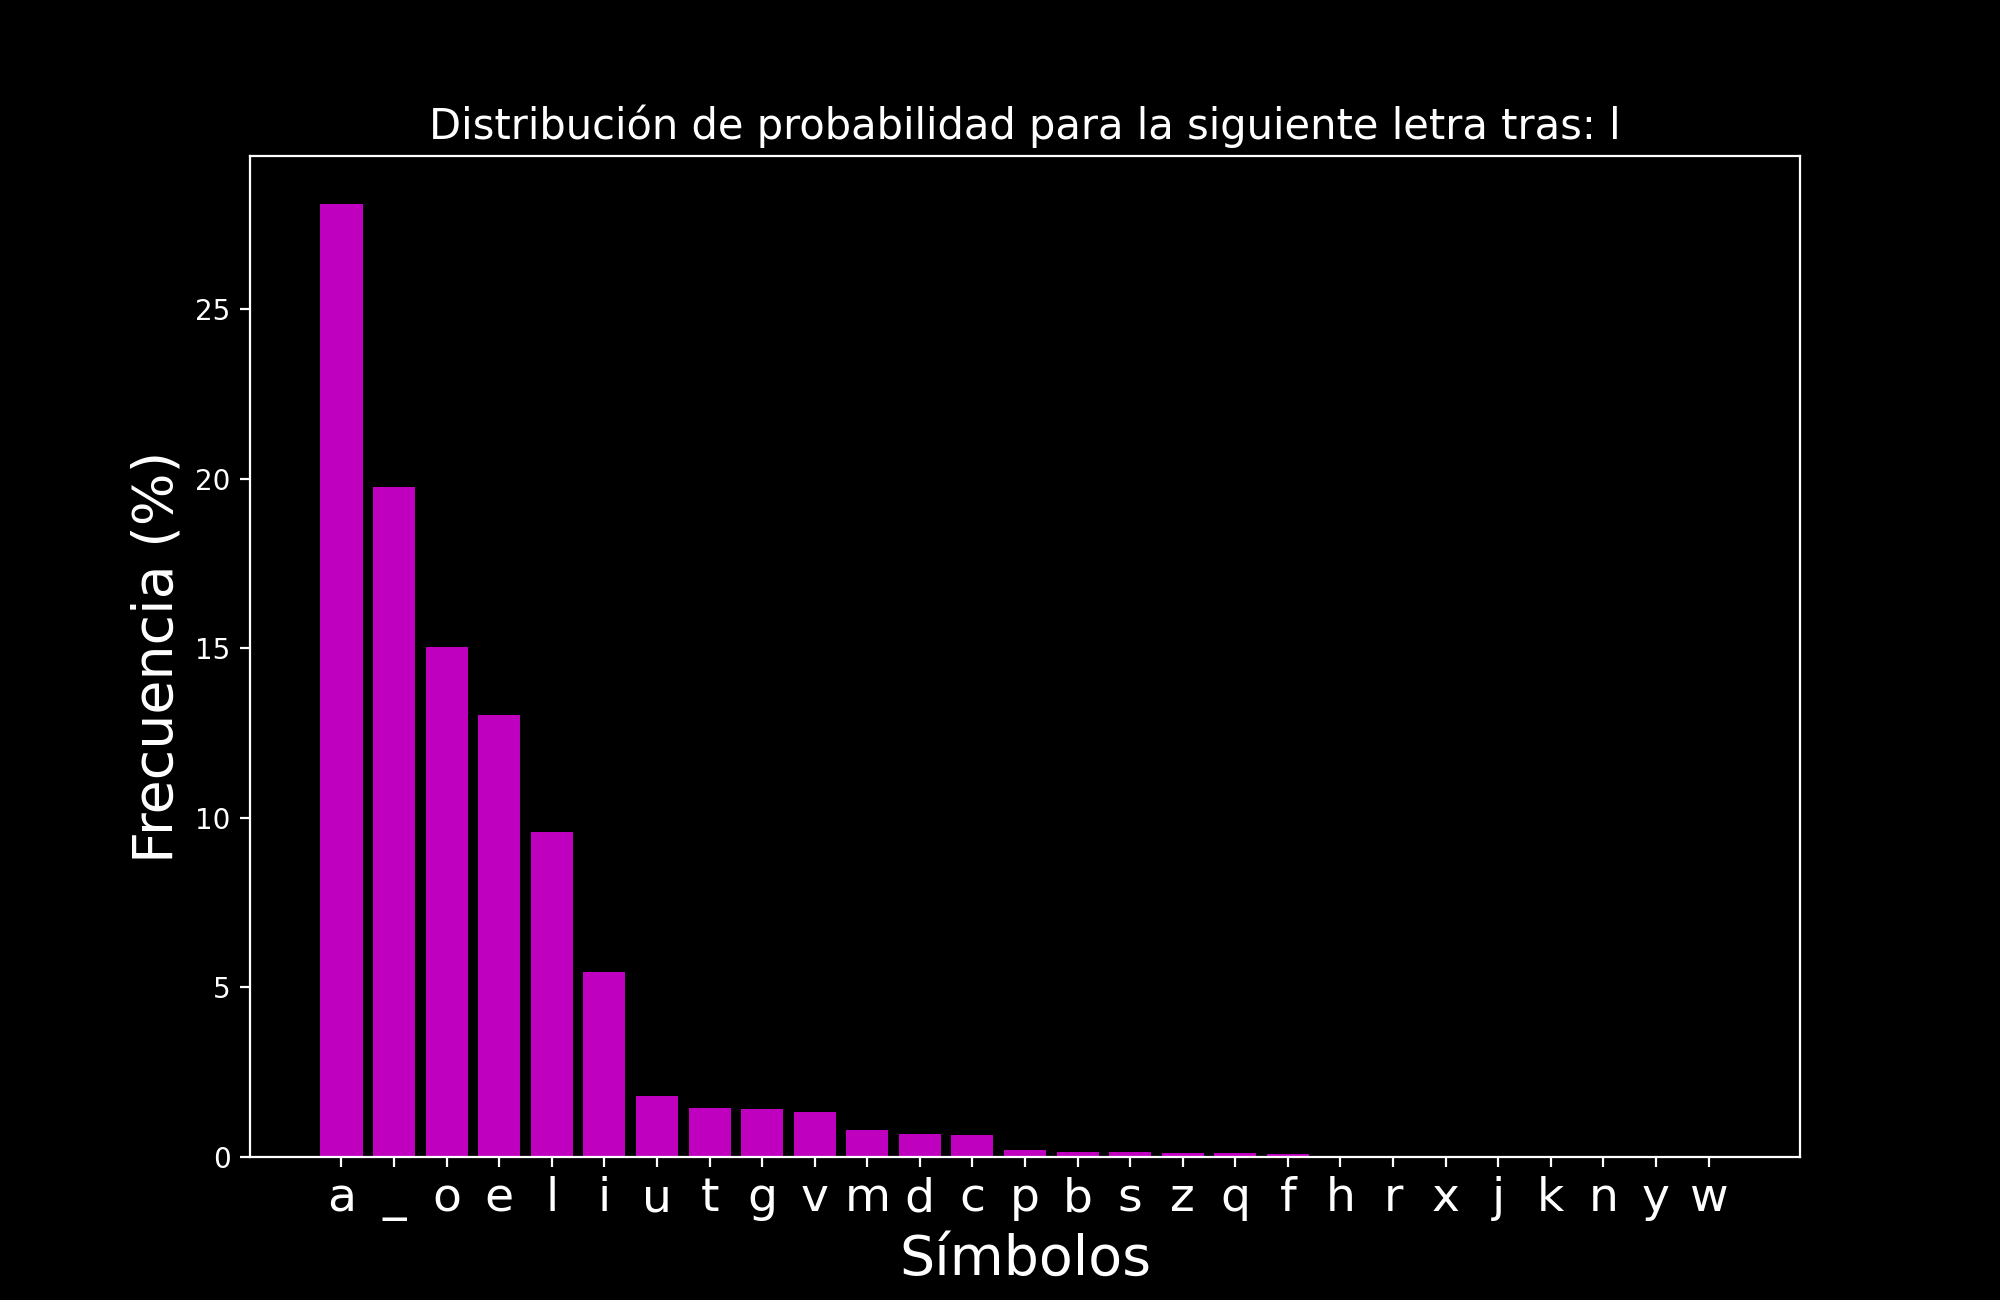 Distribución de probabilidad para la siguiente letra tras: l
Frecuencia (%)
25
20
15
10
5
0
a _ o e l i u t g v m d c p b s z q f h r x j k n y w
Símbolos